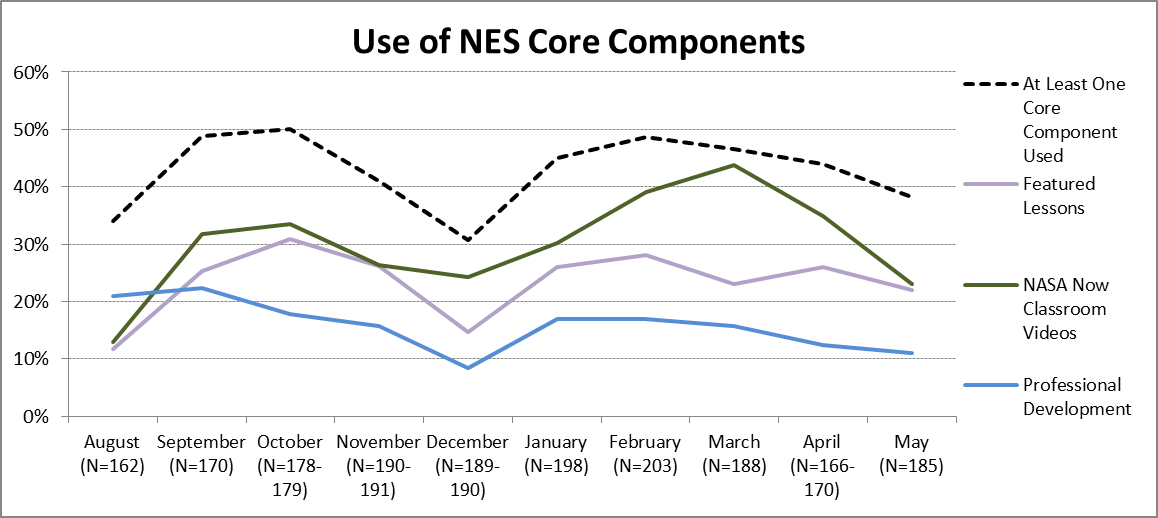 Use of NES Core Components
60%
50%
40%
30%
20%
10%
0%
August
(N=162)
September
(N=170)
October
(N=178-
179)
November
(N=190-
191)
December
(N=189-
190)
January
(N=198)
February
(N=203)
March
(N=188)
April
(N=166-
170)
May
(N=185)
At Least One
Core
Component
Used
Featured
Lessons
NASA Now
Classroom
Videos
Professional
Development